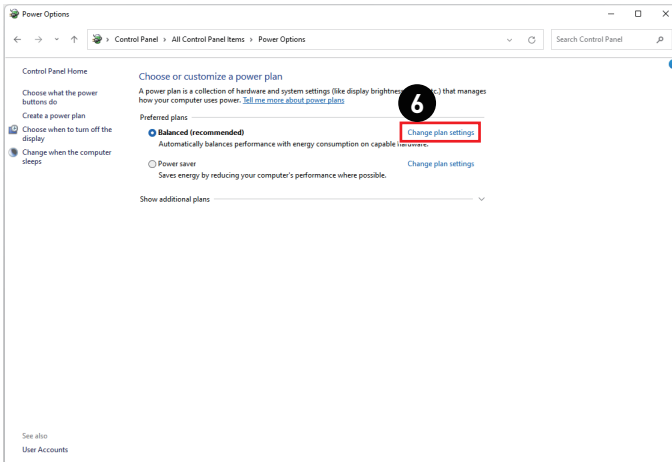 Power Options
Control Panel > All Control Panel Items > Power Options
Search Control Panel
Control Panel Home
Choose what the power
buttons do
Create a power plan
Choose when to turn off the
display
Change when the computer
sleeps
Choose or customize a power plan
A power plan is a collection of hardware and system settings (like display brightness, etc.) that manages
how your computer uses power. Tell me more about power plans
6
Preferred plans
Balanced (recommended)
Change plan settings
Automatically balances performance with energy consumption on capable hardware.
Power saver
Change plan settings
Saves energy by reducing your computer's performance where possible.
Show additional plans
See also
User Accounts